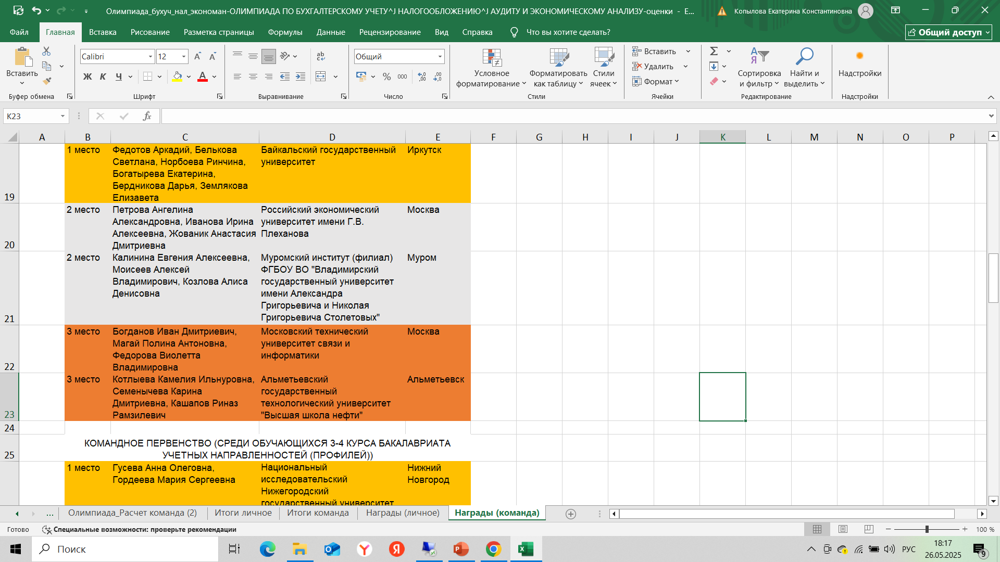 Олимпиада_бухуч_нал_экономан-ОЛИМПИАДА ПО БУХГАЛТЕРСКОМУ УЧЕТУ^J НАЛОГООБЛОЖЕНИЮ^J АУДИТУ И ЭКОНОМИЧЕСКОМУ АНАЛИЗУ-оценки - E...
Копылова Екатерина Константиновна
Файл Главная Вставка Рисование Разметка страницы Формулы Данные Рецензирование Вид Справка Что вы хотите сделать? Общий доступ
Вставить
Буфер обмена
Calibri 12
Ж К Ч А
Шрифт
ab
Выравнивание
Общий
% 000
Число
Условное форматирование
Форматировать как таблицу
Стили ячеек
Стили
Вставить
Удалить
Формат
Ячейки
Сортировка и фильтр
Найти и выделить
Редактирование
Надстройки
Надстройки
K23 fx
A B C D E F G H I J K L M N O P
19
1 место
Федотов Аркадий, Белькова
Светлана, Норбоева Ринчина,
Богатырева Екатерина,
Бердникова Дарья, Землякова
Елизавета
Байкальский государственный
университет
Иркутск
20
2 место
Петрова Ангелина
Александровна, Иванова Ирина
Алексеевна, Жованик Анастасия
Дмитриевна
Российский экономический
университет имени Г.В.
Плеханова
Москва
21
2 место
Калинина Евгения Алексеевна,
Моисеев Алексей
Владимирович, Козлова Алиса
Денисовна
Муромский институт (филиал)
ФГБОУ ВО "Владимирский
государственный университет
имени Александра
Григорьевича и Николая
Григорьевича Столетовых"
Муром
22
3 место
Богданов Иван Дмитриевич,
Магай Полина Антоновна,
Федорова Виолетта
Владимировна
Московский технический
университет связи и
информатики
Москва
23
3 место
Котлыева Камелия Ильнуровна,
Семенычева Карина
Дмитриевна, Кашапов Риназ
Рамзилевич
Альметьевский
государственный
технологический университет
"Высшая школа нефти"
Альметьевск
24
25
КОМАНДНОЕ ПЕРВЕНСТВО (СРЕДИ ОБУЧАЮЩИХСЯ 3-4 КУРСА БАКАЛАВРИАТА
УЧЕТНЫХ НАПРАВЛЕННОСТЕЙ (ПРОФИЛЕЙ))
1 место
Гусева Анна Олеговна,
Гордеева Мария Сергеевна
Национальный
исследовательский
Нижегородский
государственный университет
Нижний
Новгород
... Олимпиада_Расчет команда (2) Итоги личное Итоги команда Награды (личное) Награды (команда)
Готово Специальные возможности: проверьте рекомендации 100 %
Поиск
РУС
18:17
26.05.2025
9